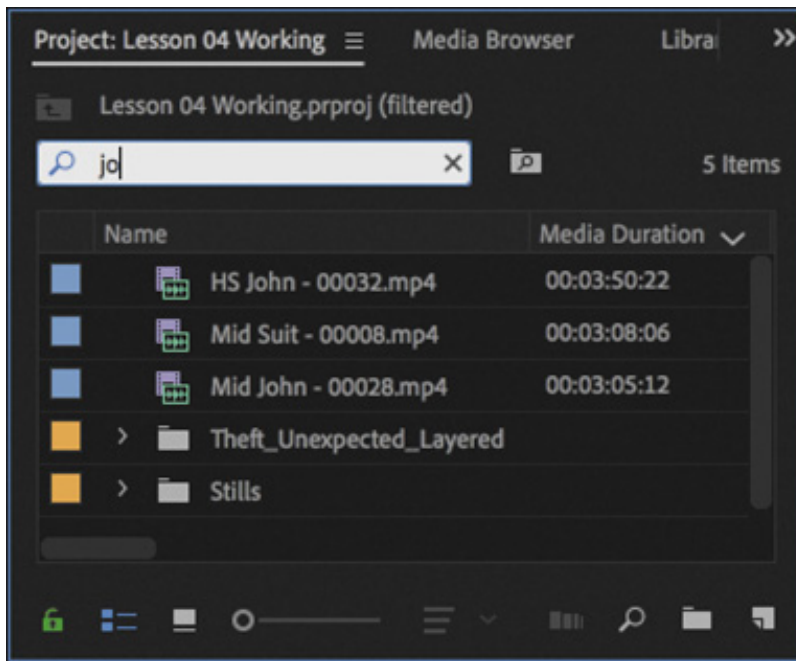 Project: Lesson 04 Working Media Browser Librai
Lesson 04 Working.prproj (filtered)
jo 5 Items
Name Media Duration
HS John - 00032.mp4 00:03:50:22
Mid Suit - 00008.mp4 00:03:08:06
Mid John - 00028.mp4 00:03:05:12
Theft_Unexpected_Layered
Stills